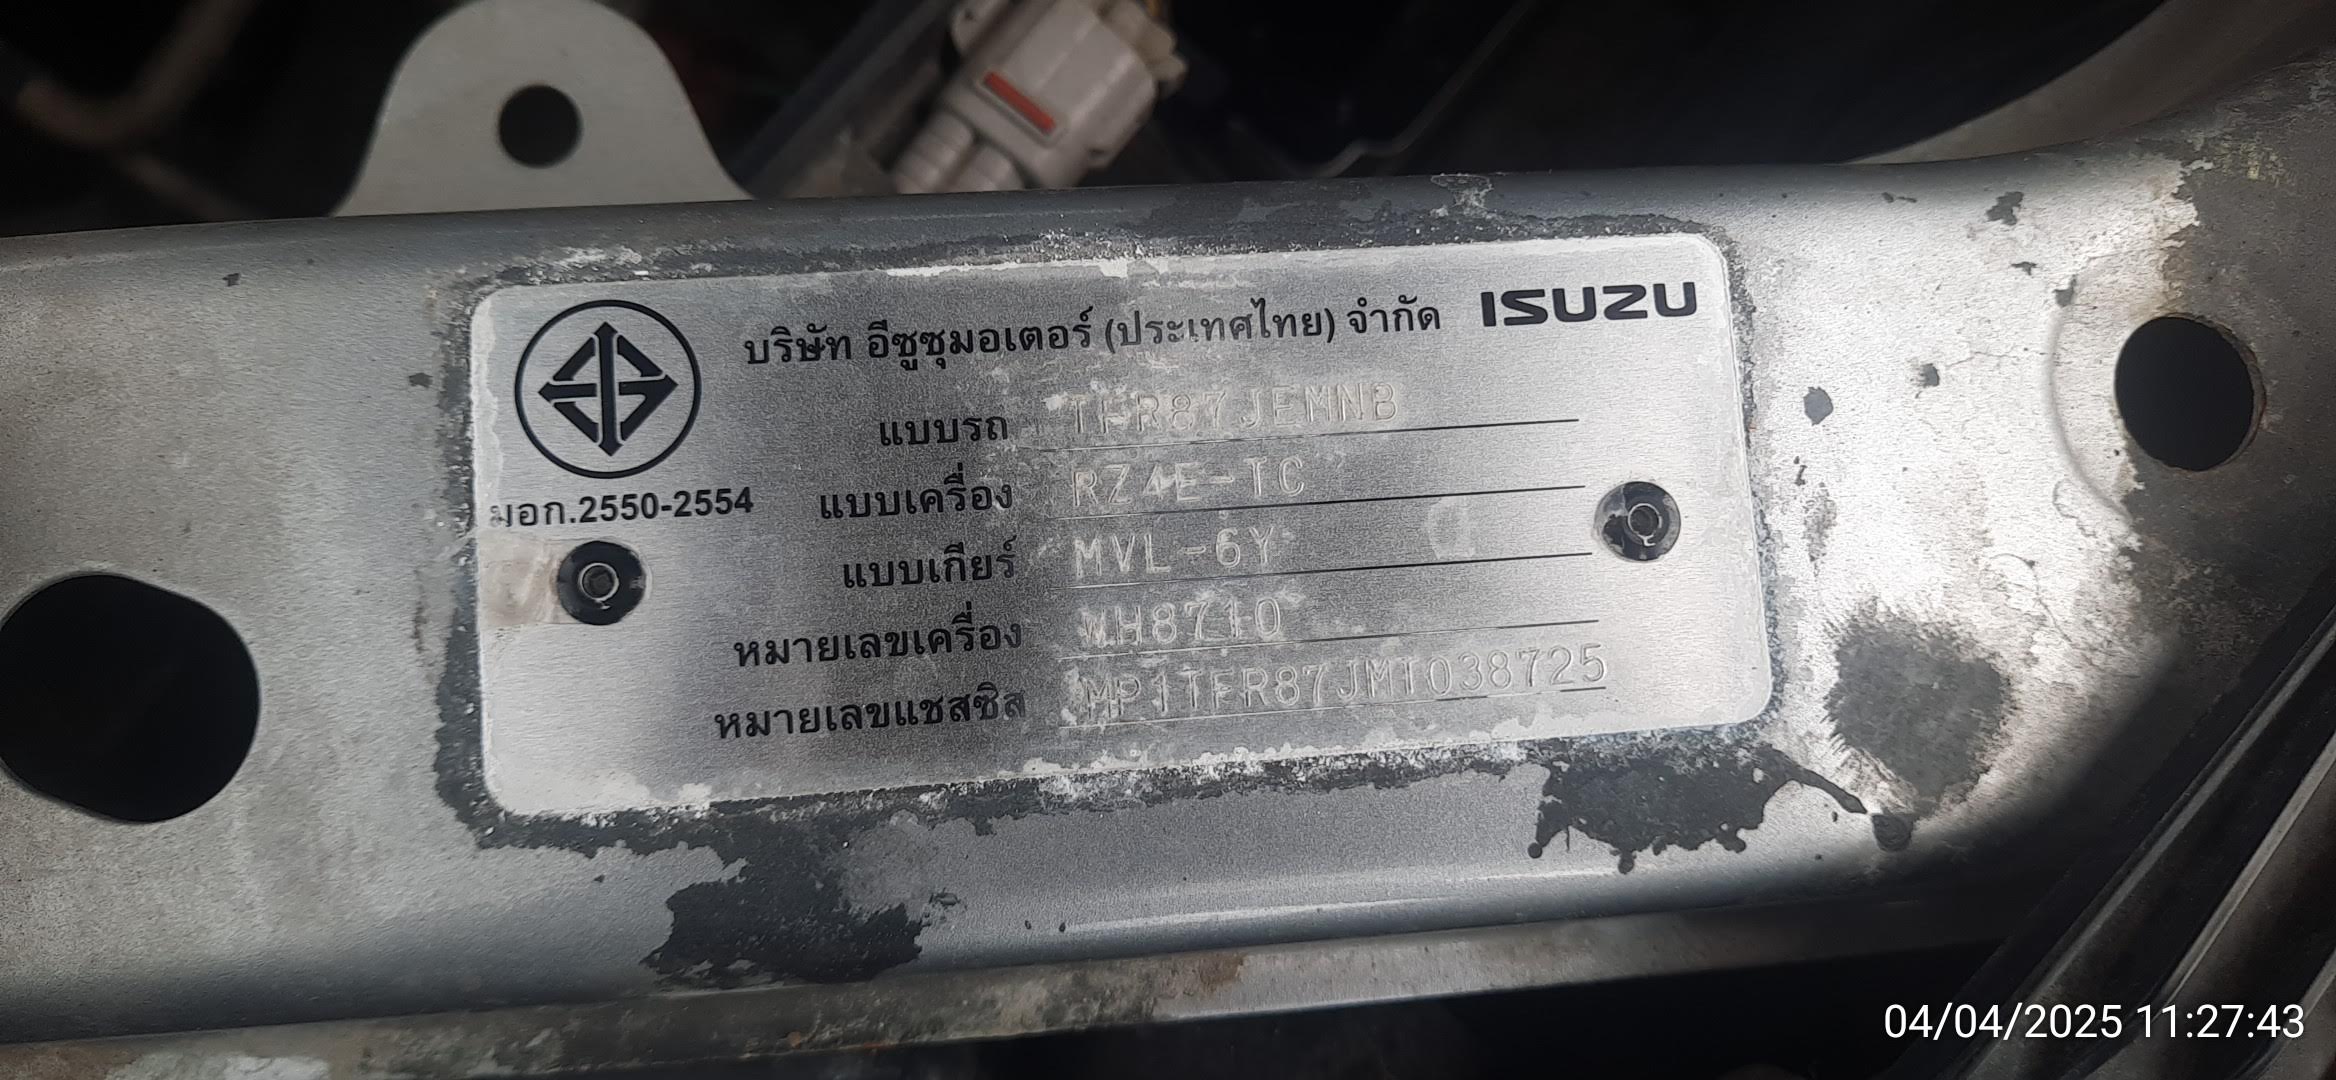 บริษัท อีซูซุมอเตอร์ (ประเทศไทย) จำกัด ISUZU
แบบรถ TFR87JEMNB
มอก.2550-2554
แบบเครื่อง RZ4E-TC
แบบเกียร์ MVL-6Y
หมายเลขเครื่อง WH8710
หมายเลขแชสซิส MP1TFR87JMT038725
04/04/2025 11:27:43